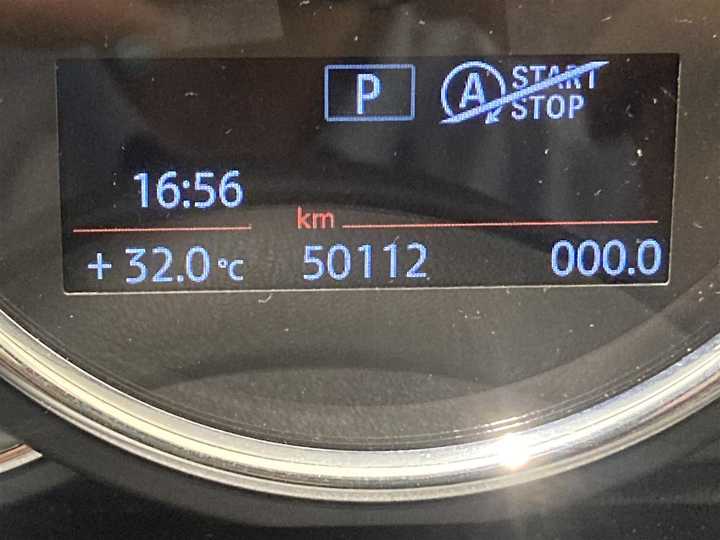 P A START
STOP
16:56
km
+ 32.0 °C 50112 000.0